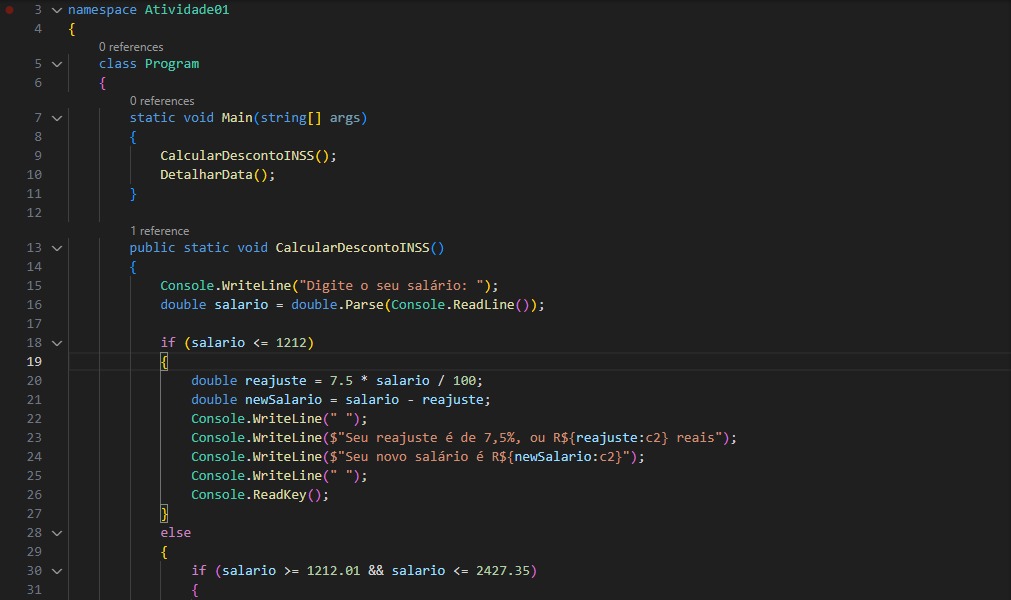 3 namespace Atividade01
4 {
0 references
5 class Program
6 {
0 references
7 static void Main(string[] args)
8 {
9 CalcularDescontoINSS();
10 DetalharData();
11 }
12
1 reference
13 public static void CalcularDescontoINSS()
14 {
15 Console.WriteLine("Digite o seu salário: ");
16 double salario = double.Parse(Console.ReadLine());
17
18 if (salario <= 1212)
19 {
20 double reajuste = 7.5 * salario / 100;
21 double newSalario = salario - reajuste;
22 Console.WriteLine(" ");
23 Console.WriteLine($"Seu reajuste é de 7,5%, ou R${reajuste:c2} reais");
24 Console.WriteLine($"Seu novo salário é R${newSalario:c2}");
25 Console.WriteLine(" ");
26 Console.ReadKey();
27 }
28 else
29 {
30 if (salario >= 1212.01 && salario <= 2427.35)
31 {